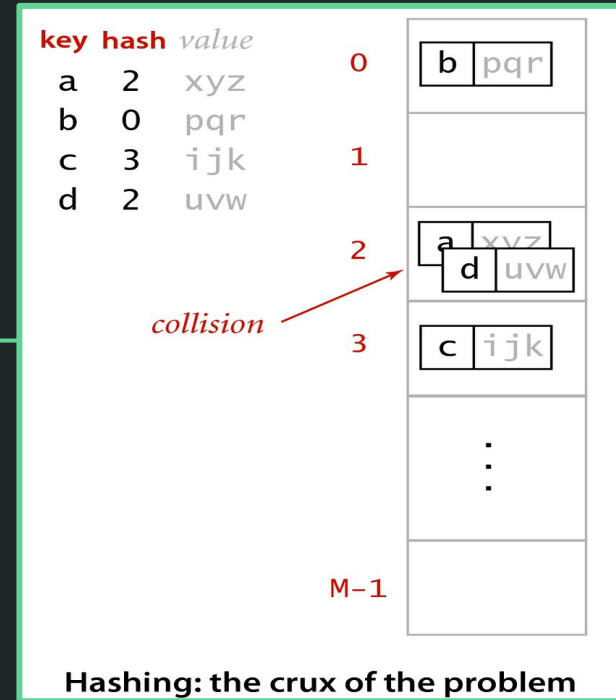 key hash value
a 2 xyz
b 0 pqr
c 3 ijk
d 2 uvw
collision
0 b pqr
1
2 a xyz
d uvw
3 c ijk
M-1
Hashing: the crux of the problem